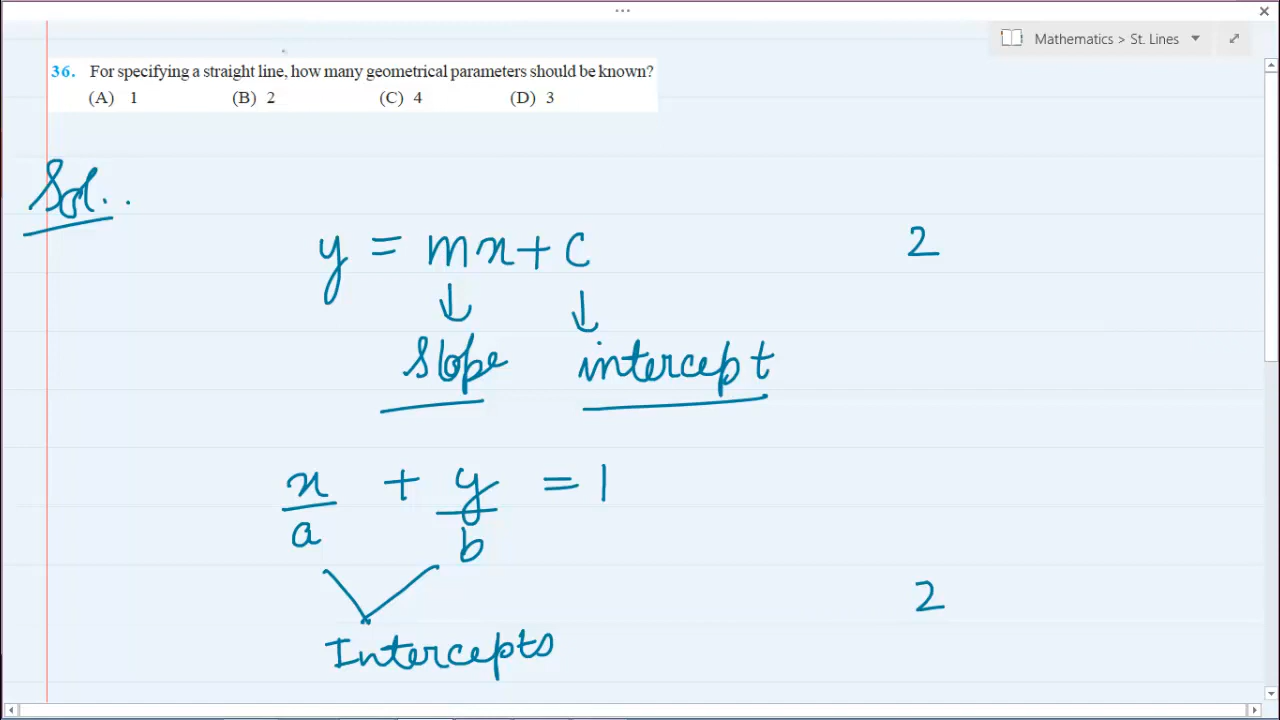 Mathematics > St. Lines
36. For specifying a straight line, how many geometrical parameters should be known?
(A) 1 (B) 2 (C) 4 (D) 3
Sol..
y = mx + c 2
↓ ↓
slope intercept
x/a + y/b = 1
2
Intercepts